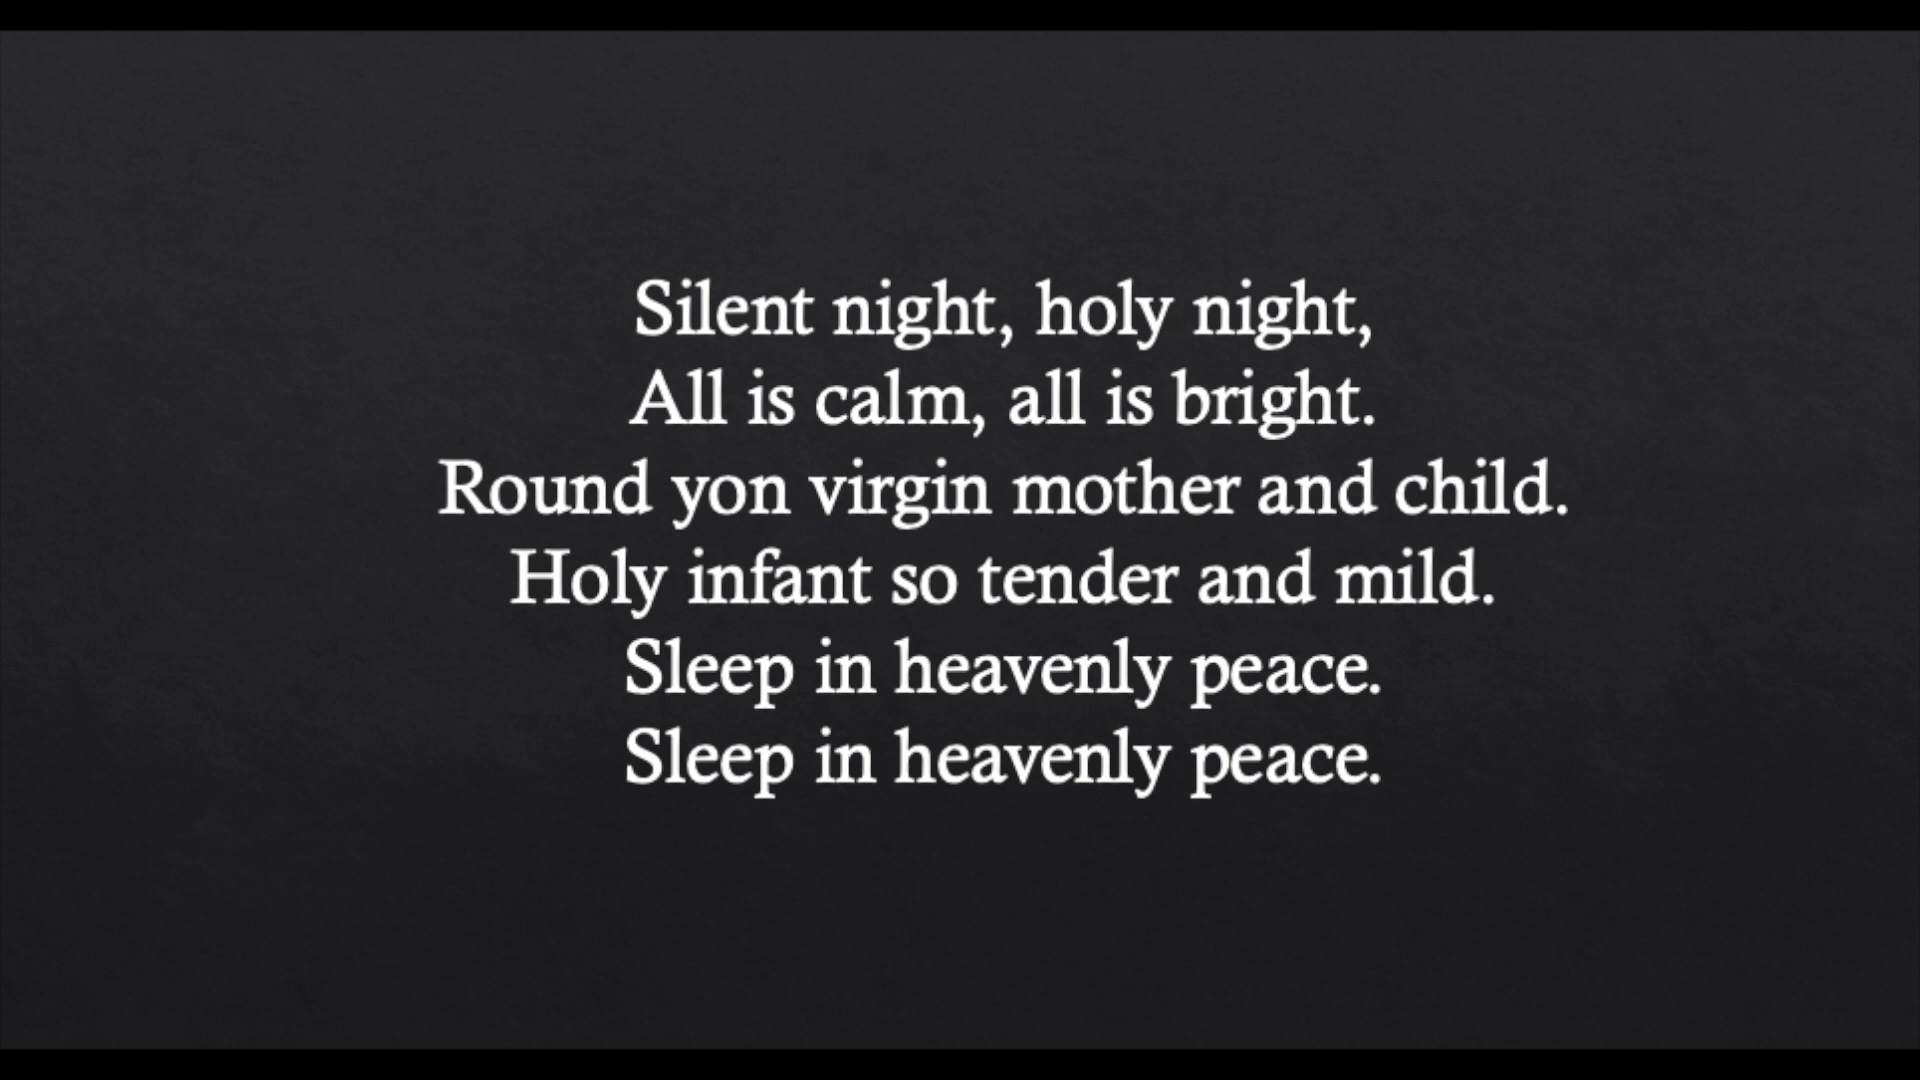 Silent night, holy night,
All is calm, all is bright.
Round yon virgin mother and child.
Holy infant so tender and mild.
Sleep in heavenly peace.
Sleep in heavenly peace.